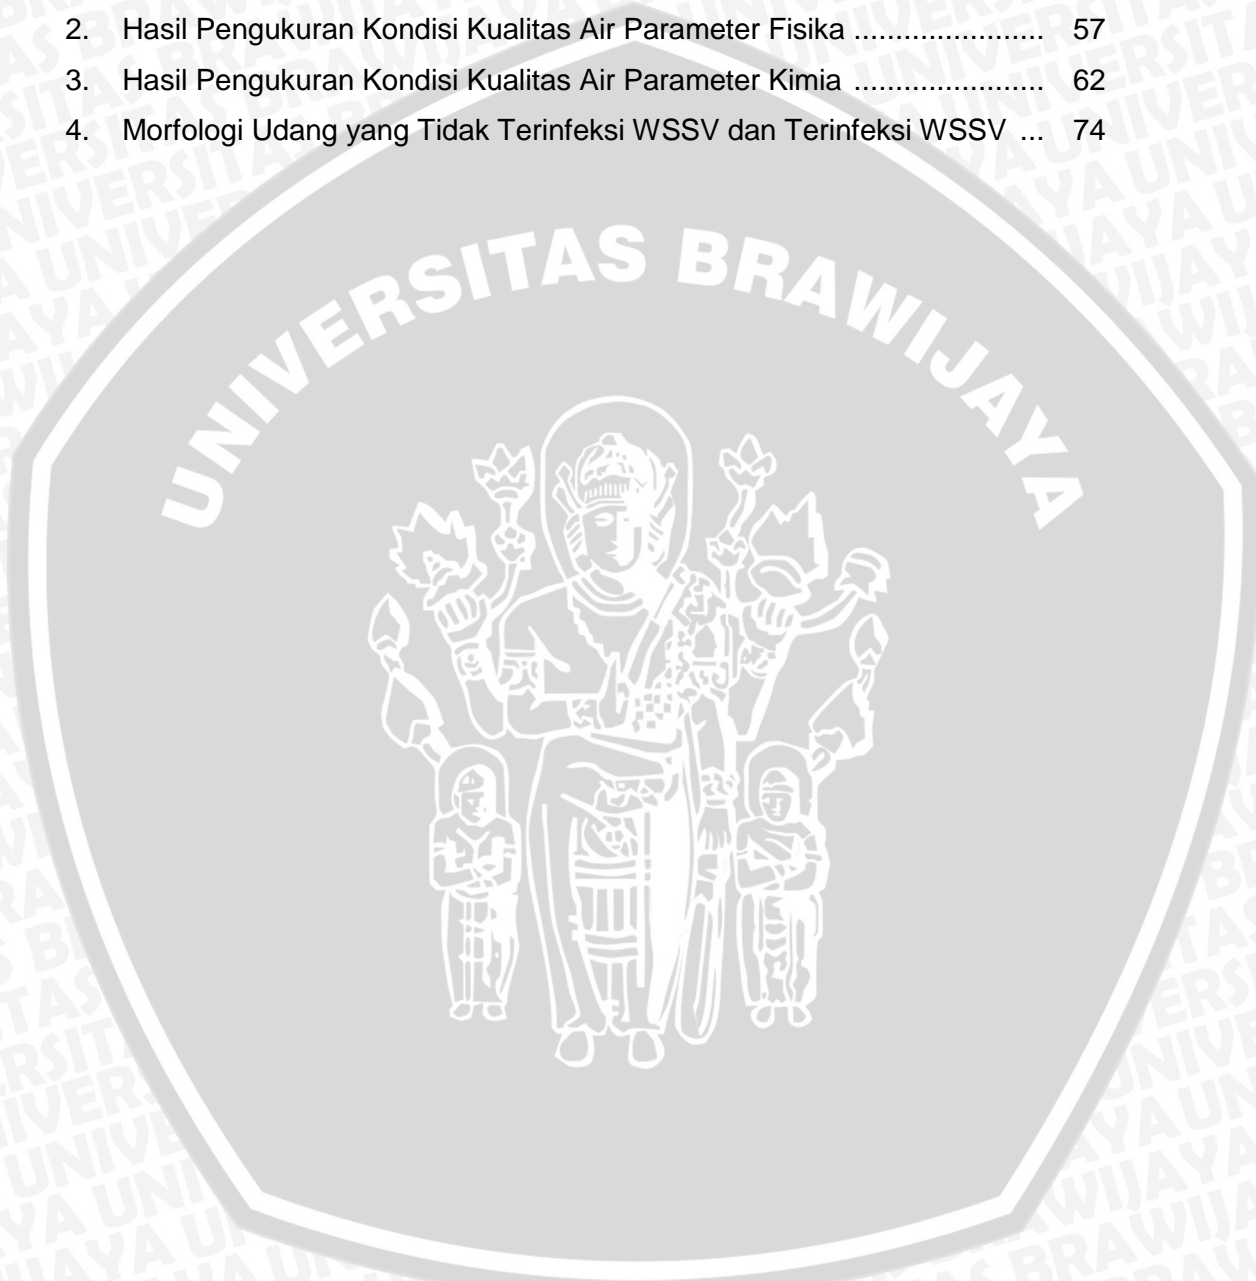 2. Hasil Pengukuran Kondisi Kualitas Air Parameter Fisika ....................... 57
3. Hasil Pengukuran Kondisi Kualitas Air Parameter Kimia ....................... 62
4. Morfologi Udang yang Tidak Terinfeksi WSSV dan Terinfeksi WSSV ... 74
UNIVERSITAS BRAWIJAYA